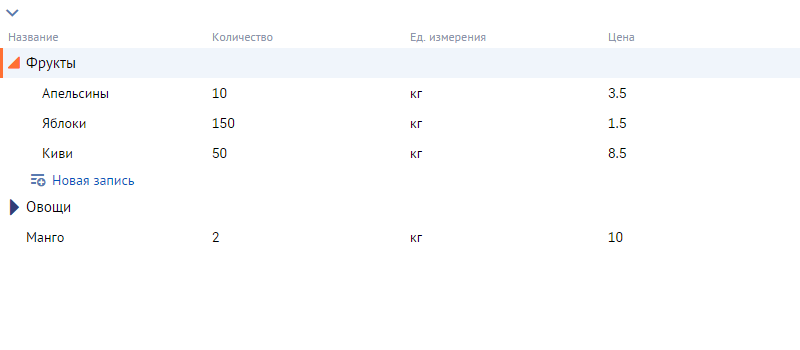 Название Количество Ед. измерения Цена
Фрукты
Апельсины 10 кг 3.5
Яблоки 150 кг 1.5
Киви 50 кг 8.5
Новая запись
Овощи
Манго 2 кг 10